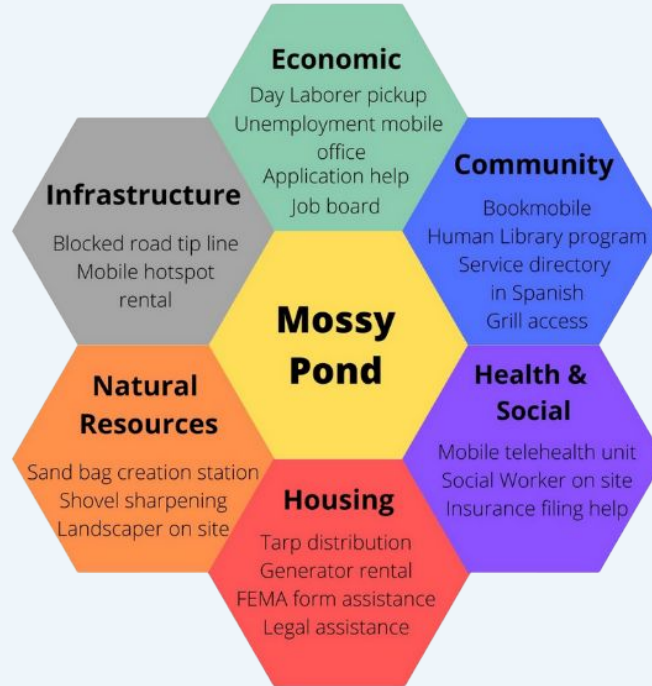 Economic
Day Laborer pickup
Unemployment mobile
office
Application help
Job board
Community
Bookmobile
Human Library program
Service directory
in Spanish
Grill access
Health &
Social
Mobile telehealth unit
Social Worker on site
Insurance filing help
Housing
Tarp distribution
Generator rental
FEMA form assistance
Legal assistance
Natural
Resources
Sand bag creation station
Shovel sharpening
Landscaper on site
Infrastructure
Blocked road tip line
Mobile hotspot
rental
Mossy
Pond